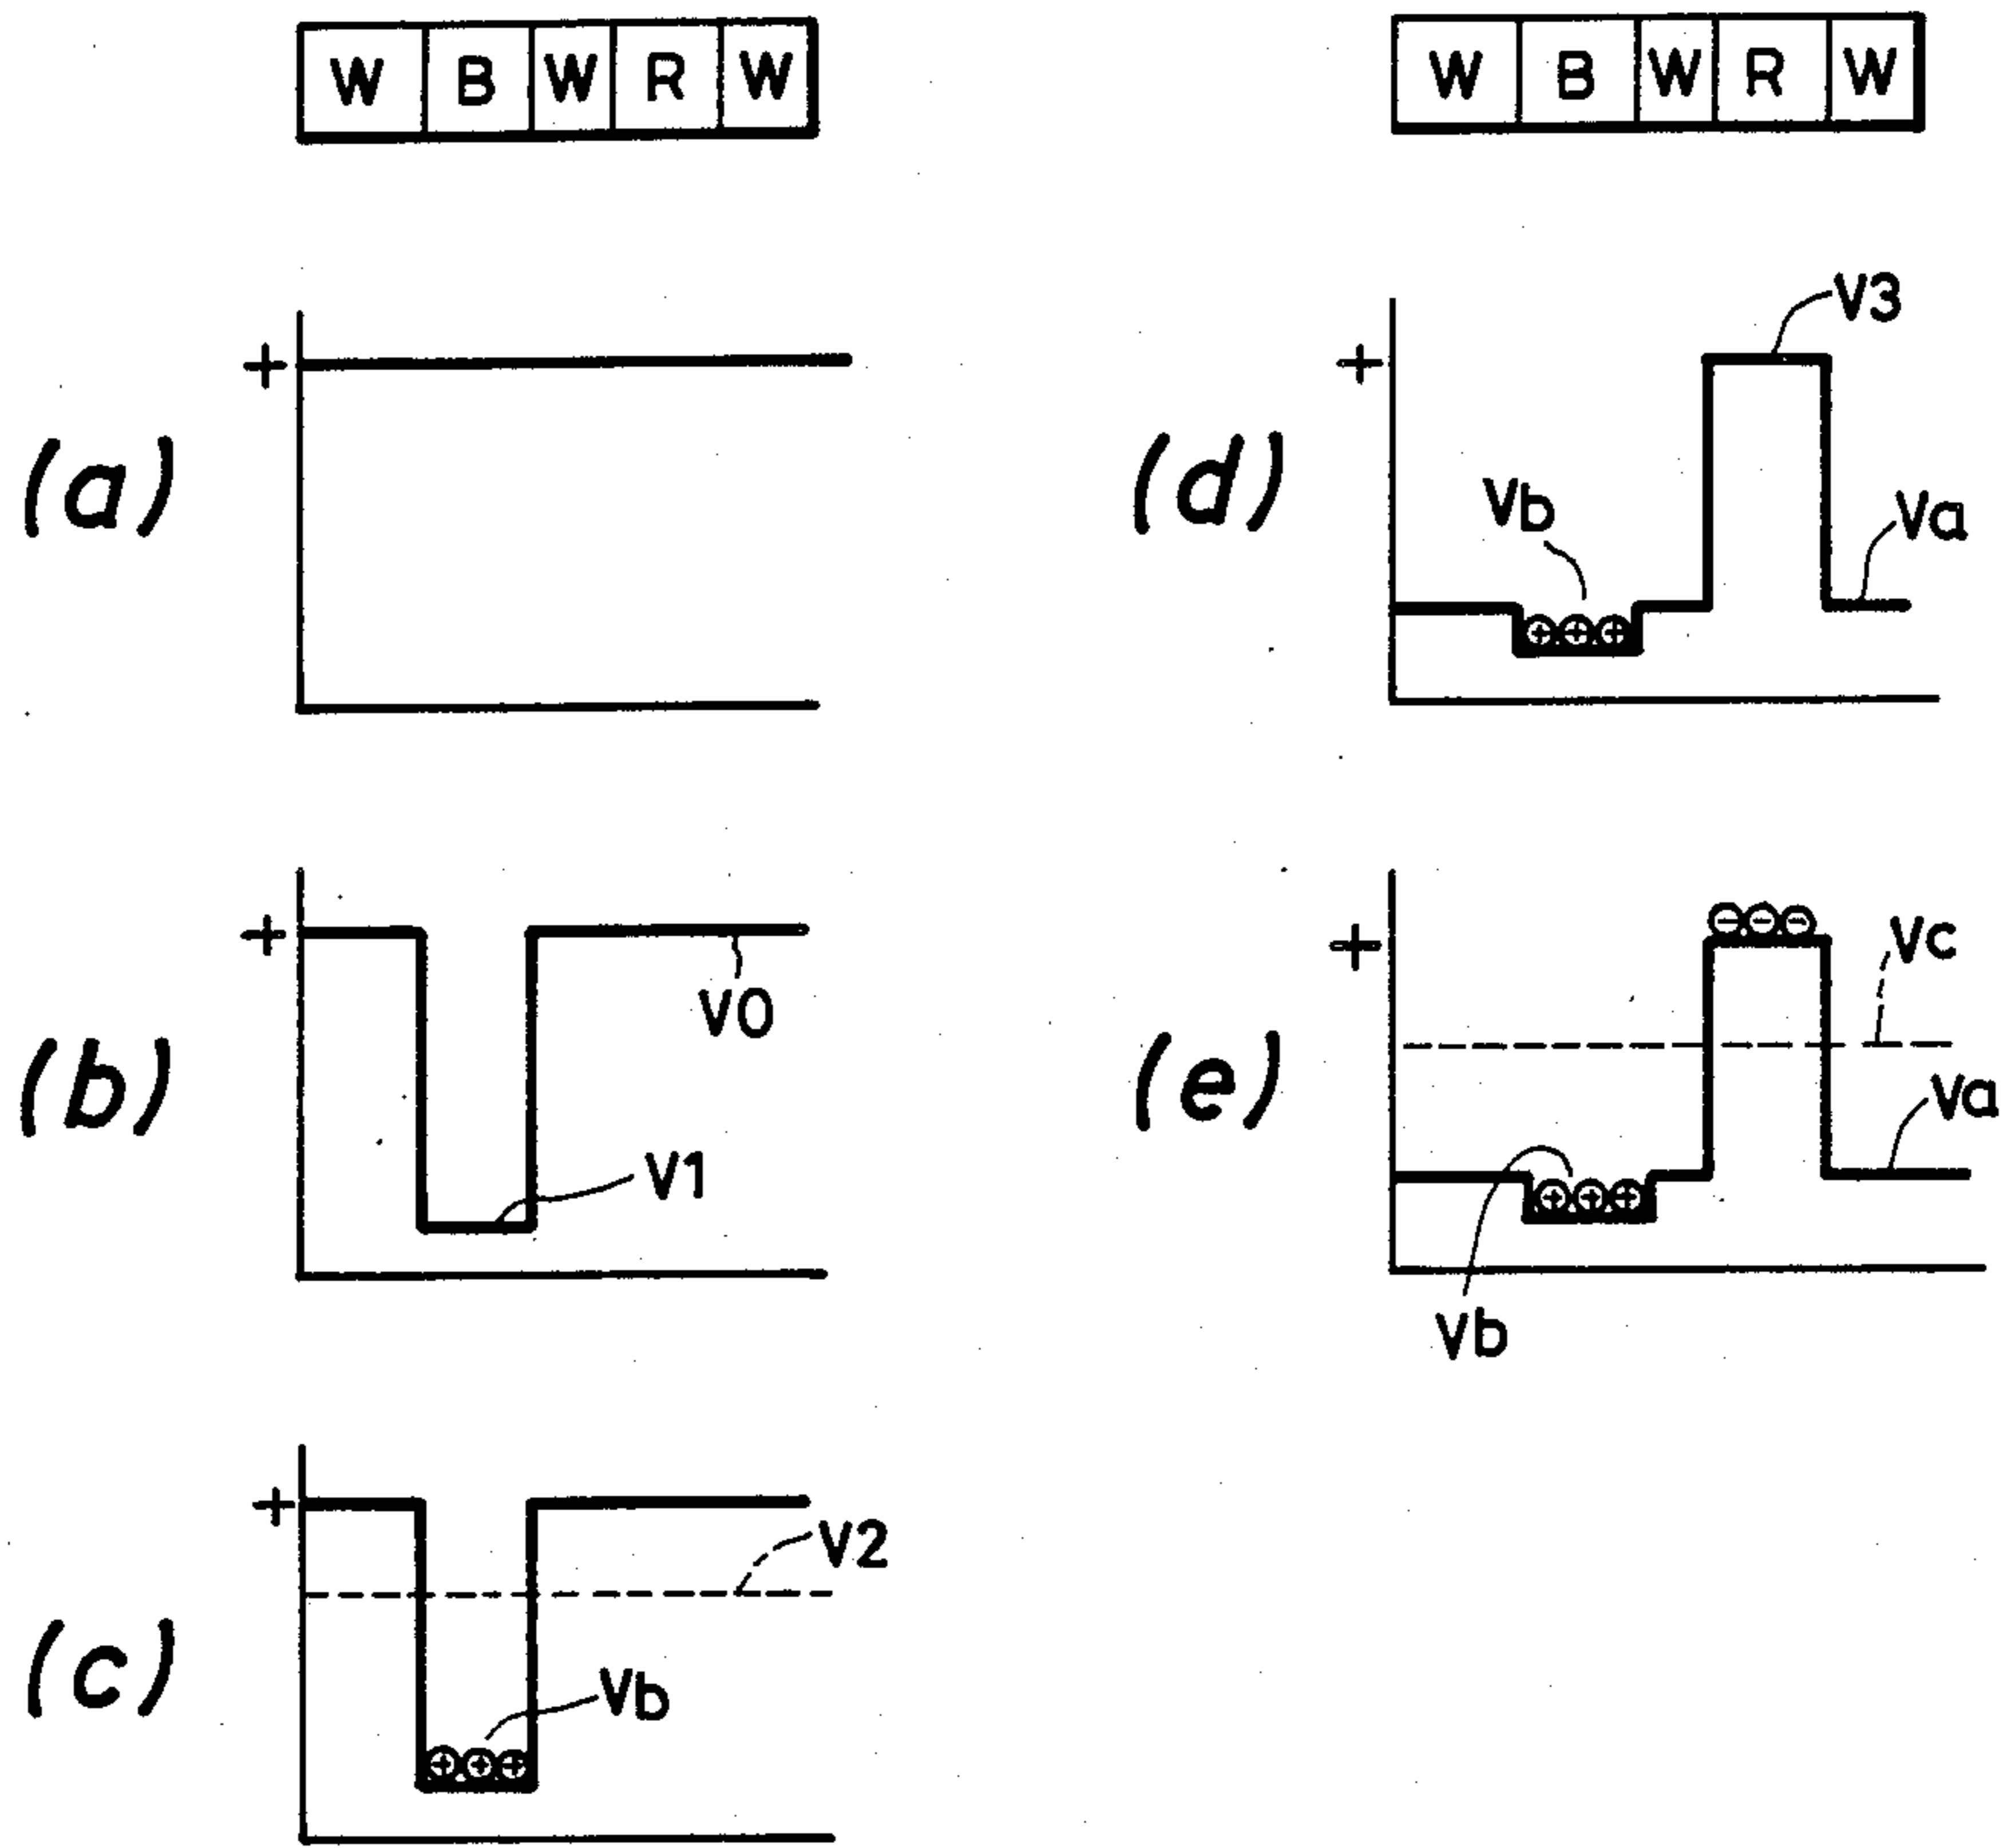 W B W R W
+
(a)
+
V0
(b)
V1
+
V2
(c)
Vb
⊕⊕⊕
W B W R W
V3
+
(d)
Vb
Va
⊕⊕⊕
⊖⊖⊖
+
Vc
(e)
Va
⊕⊕⊕
Vb